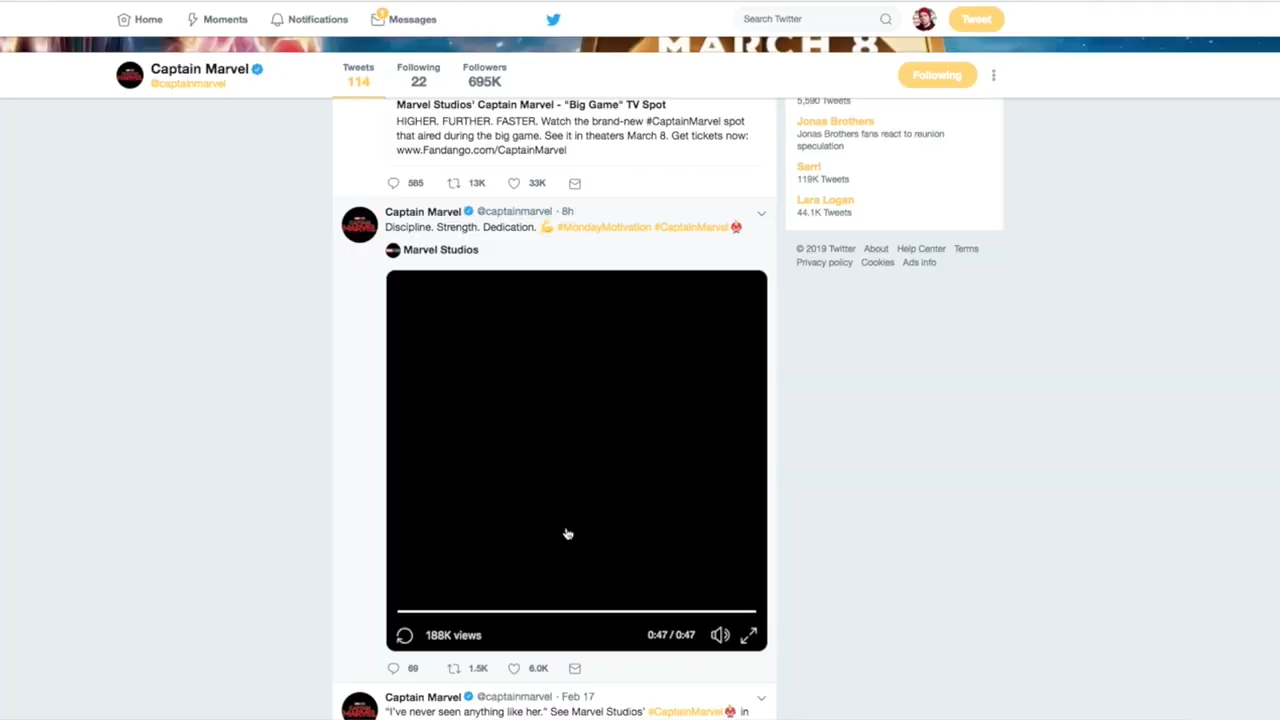 Home
Moments
Notifications
Messages
Search Twitter
Tweet
MARCH 8
Captain Marvel
@captainmarvel
Tweets
114
Following
22
Followers
695K
Following
Marvel Studios' Captain Marvel - "Big Game" TV Spot
HIGHER. FURTHER. FASTER. Watch the brand-new #CaptainMarvel spot
that aired during the big game. See it in theaters March 8. Get tickets now:
www.Fandango.com/CaptainMarvel
585
13K
33K
Captain Marvel @captainmarvel · 8h
Discipline. Strength. Dedication. 💪 #MondayMotivation #CaptainMarvel
Marvel Studios
188K views
0:47 / 0:47
69
1.5K
6.0K
Captain Marvel @captainmarvel · Feb 17
"I've never seen anything like her." See Marvel Studios' #CaptainMarvel in
5,590 Tweets
Jonas Brothers
Jonas Brothers fans react to reunion
speculation
Sarri
119K Tweets
Lara Logan
44.1K Tweets
© 2019 Twitter About Help Center Terms
Privacy policy Cookies Ads info